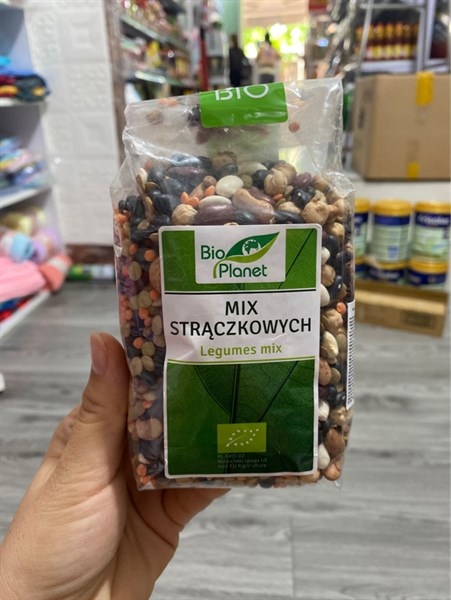 BIO
Bio
Planet
MIX
STRĄCZKOWYCH
Legumes mix